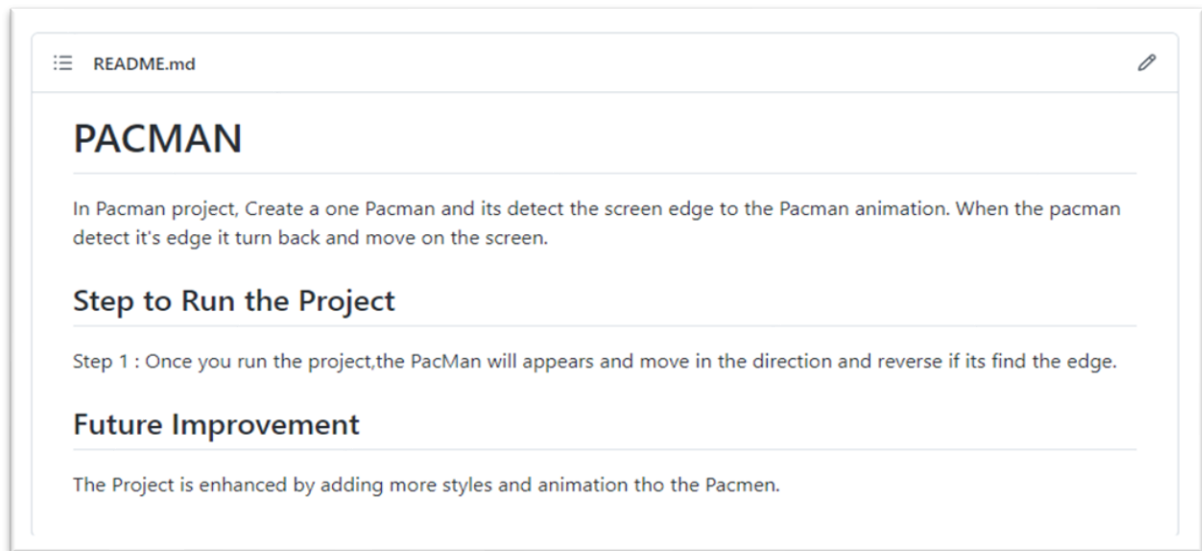 README.md
PACMAN
In Pacman project, Create a one Pacman and its detect the screen edge to the Pacman animation. When the pacman
detect it's edge it turn back and move on the screen.
Step to Run the Project
Step 1 : Once you run the project,the PacMan will appears and move in the direction and reverse if its find the edge.
Future Improvement
The Project is enhanced by adding more styles and animation tho the Pacmen.